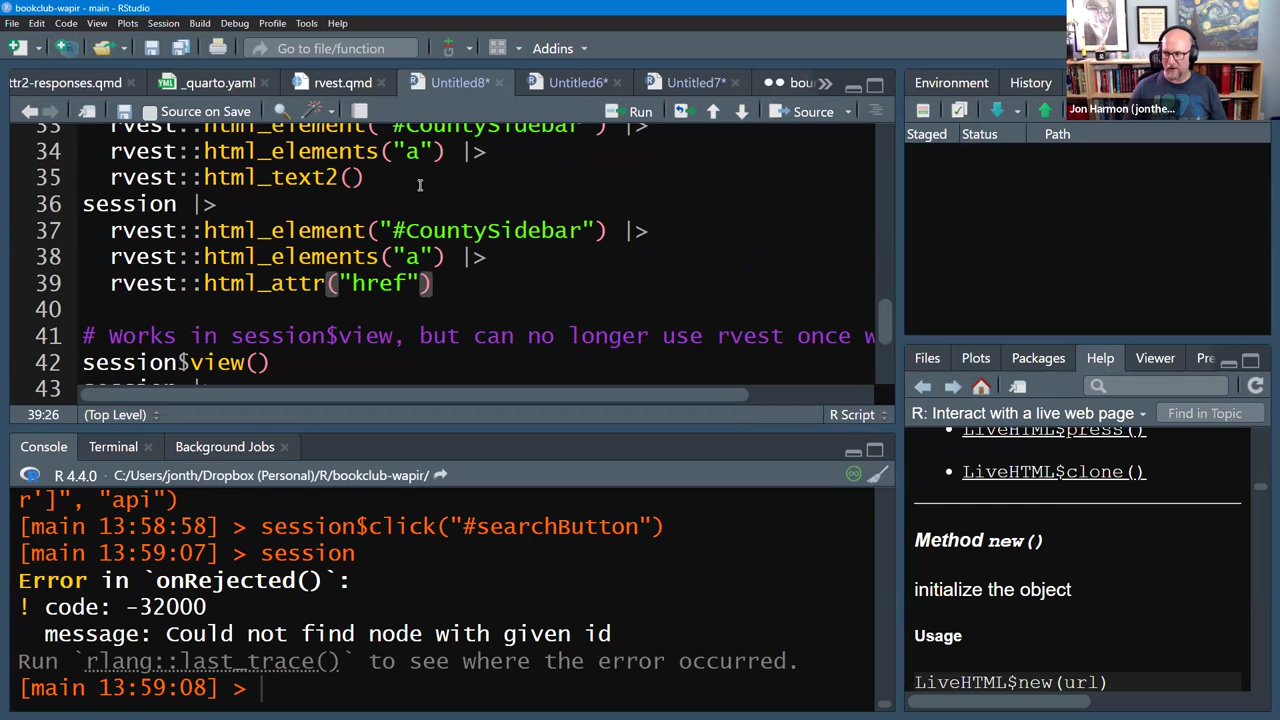 bookclub-wapir - main - RStudio
File Edit Code View Plots Session Build Debug Profile Tools Help
Go to file/function
Addins
ttr2-responses.qmd
_quarto.yaml
rvest.qmd
Untitled8*
Untitled6*
Untitled7*
Source on Save
Run
Source
33 rvest::html_element("#CountySidebar") |>
34 rvest::html_elements("a") |>
35 rvest::html_text2()
36 session |>
37 rvest::html_element("#CountySidebar") |>
38 rvest::html_elements("a") |>
39 rvest::html_attr("href")
40
41 # Works in session$view, but can no longer use rvest once w
42 session$view()
43 session |>
39:26 (Top Level) R Script
Console Terminal Background Jobs
R 4.4.0 · C:/Users/jonth/Dropbox (Personal)/R/bookclub-wapir/
r']", "api")
[main 13:58:58] > session$click("#searchButton")
[main 13:59:07] > session
Error in `onRejected()`:
! code: -32000
message: Could not find node with given id
Run `rlang::last_trace()` to see where the error occurred.
[main 13:59:08] >
Jon Harmon (jonthe...
Environment History
Staged Status Path
Files Plots Packages Help Viewer Pre
R: Interact with a live web page Find in Topic
• LiveHTML$press()
• LiveHTML$clone()
Method new()
initialize the object
Usage
LiveHTML$new(url)